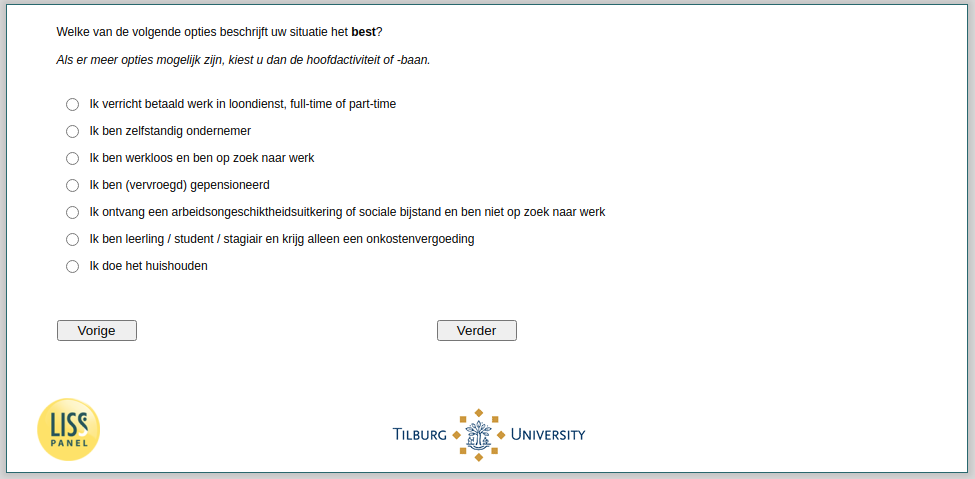 Welke van de volgende opties beschrijft uw situatie het best?
Als er meer opties mogelijk zijn, kiest u dan de hoofdactiviteit of -baan.
Ik verricht betaald werk in loondienst, full-time of part-time
Ik ben zelfstandig ondernemer
Ik ben werkloos en ben op zoek naar werk
Ik ben (vervroegd) gepensioneerd
Ik ontvang een arbeidsongeschiktheidsuitkering of sociale bijstand en ben niet op zoek naar werk
Ik ben leerling / student / stagiair en krijg alleen een onkostenvergoeding
Ik doe het huishouden
Vorige
Verder
LISS
PANEL
TILBURG UNIVERSITY